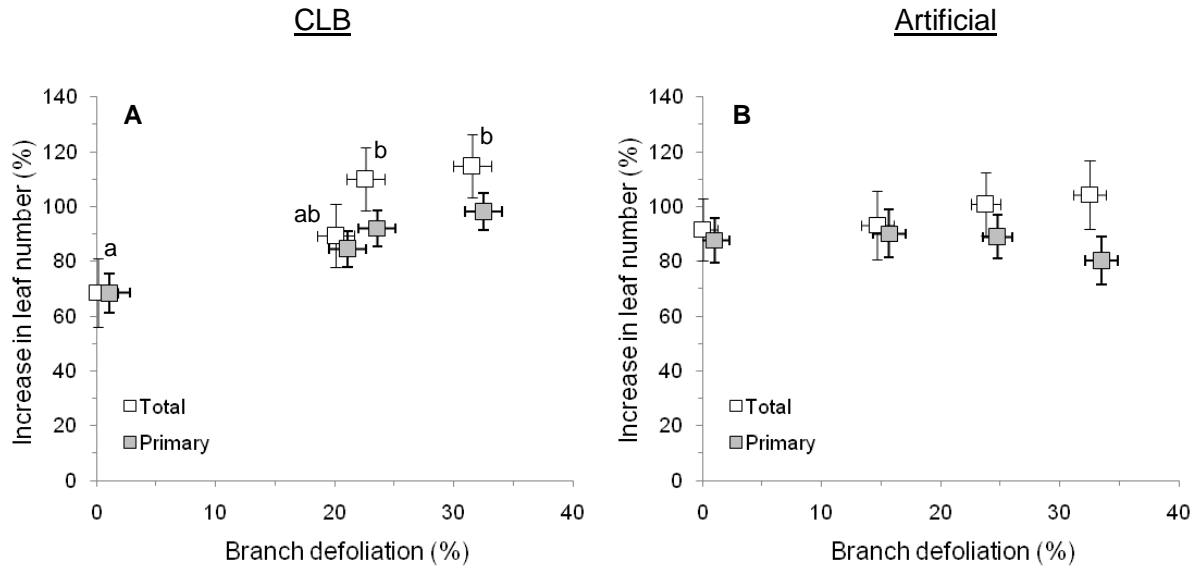 CLB
Artificial
A
Increase in leaf number (%)
140
120
100
80
60
40
20
0
b
b
ab
a
Total
Primary
0 10 20 30 40
Branch defoliation (%)
B
Increase in leaf number (%)
140
120
100
80
60
40
20
0
Total
Primary
0 10 20 30 40
Branch defoliation (%)